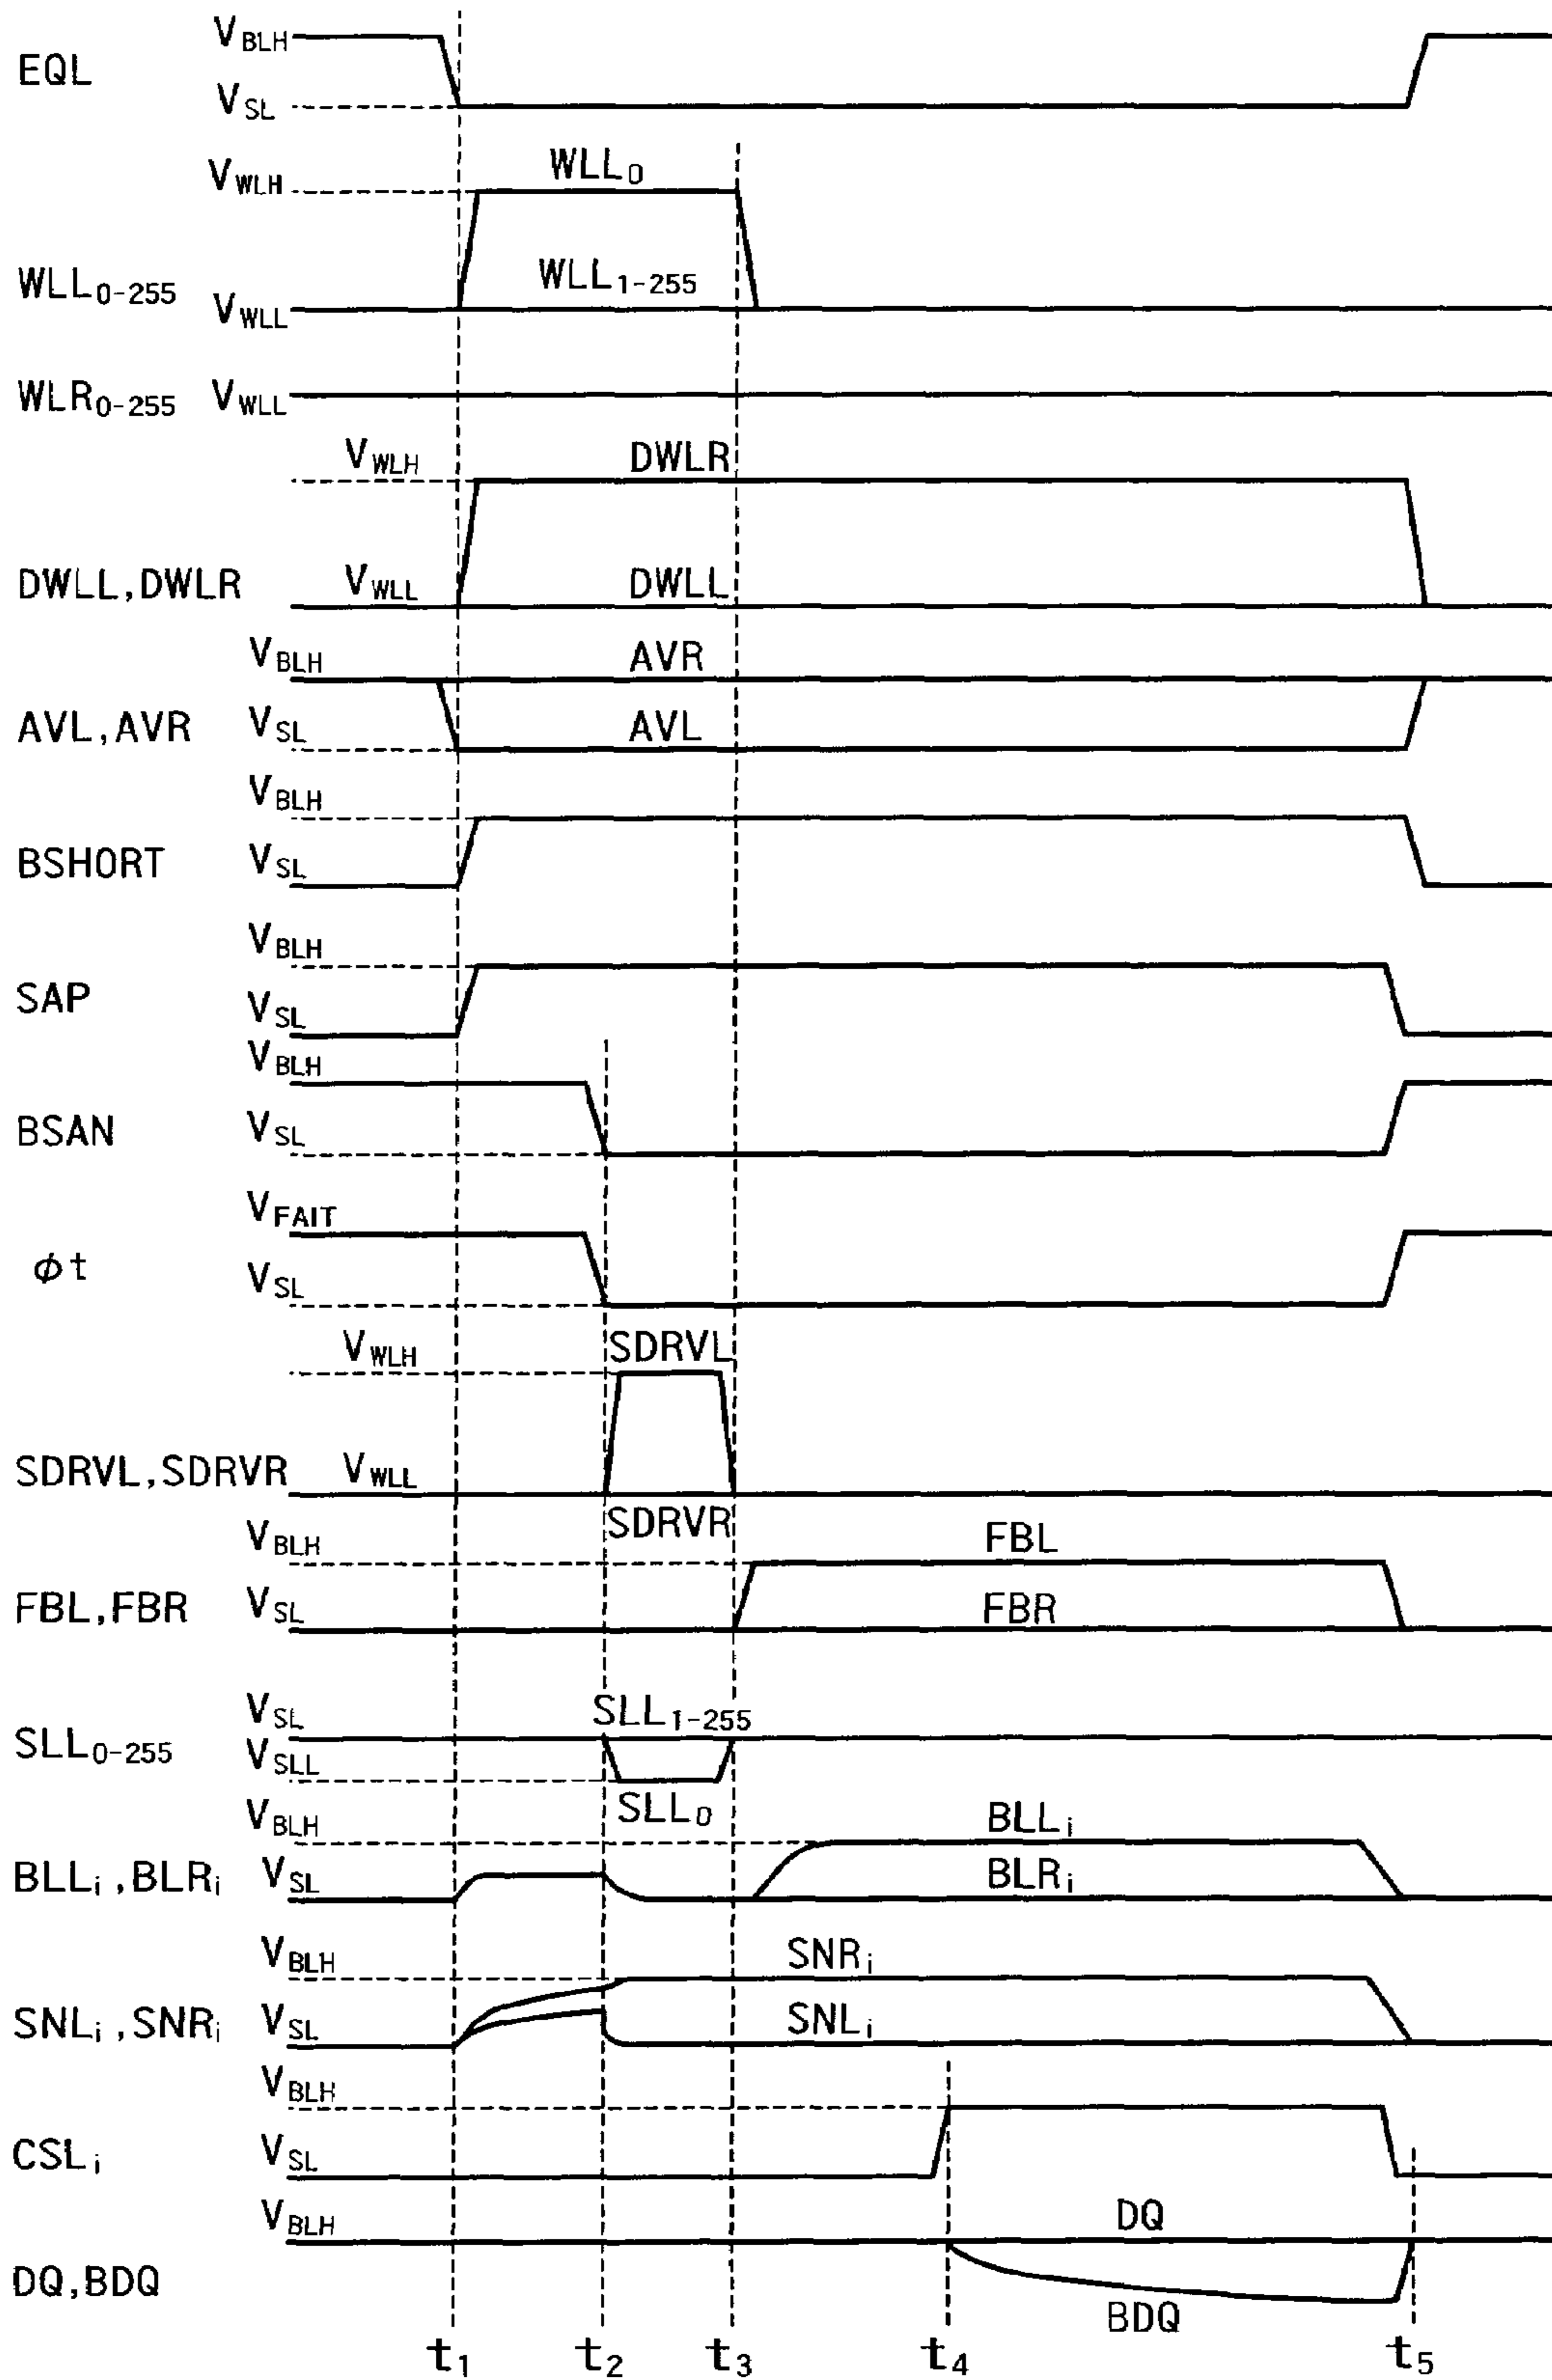 V_BLH
EQL
V_SL
WLL_0
V_WLH
WLL_1-255
WLL_0-255
V_WLL
WLR_0-255 V_WLL
V_WLH DWLR
DWLL,DWLR V_WLL DWLL
V_BLH AVR
AVL,AVR V_SL AVL
V_BLH
BSHORT V_SL
V_BLH
SAP V_SL
V_BLH
BSAN V_SL
V_FAIT
Φt V_SL
V_WLH SDRVL
SDRVL,SDRVR V_WLL
SDRVR
V_BLH FBL
FBL,FBR V_SL FBR
V_SL SLL_1-255
SLL_0-255 V_SLL
SLL_0
V_BLH BLL_i
BLL_i,BLR_i V_SL BLR_i
V_BLH SNR_i
SNL_i,SNR_i V_SL SNL_i
V_BLH
CSL_i V_SL
V_BLH DQ
DQ,BDQ
BDQ
t_1 t_2 t_3 t_4 t_5